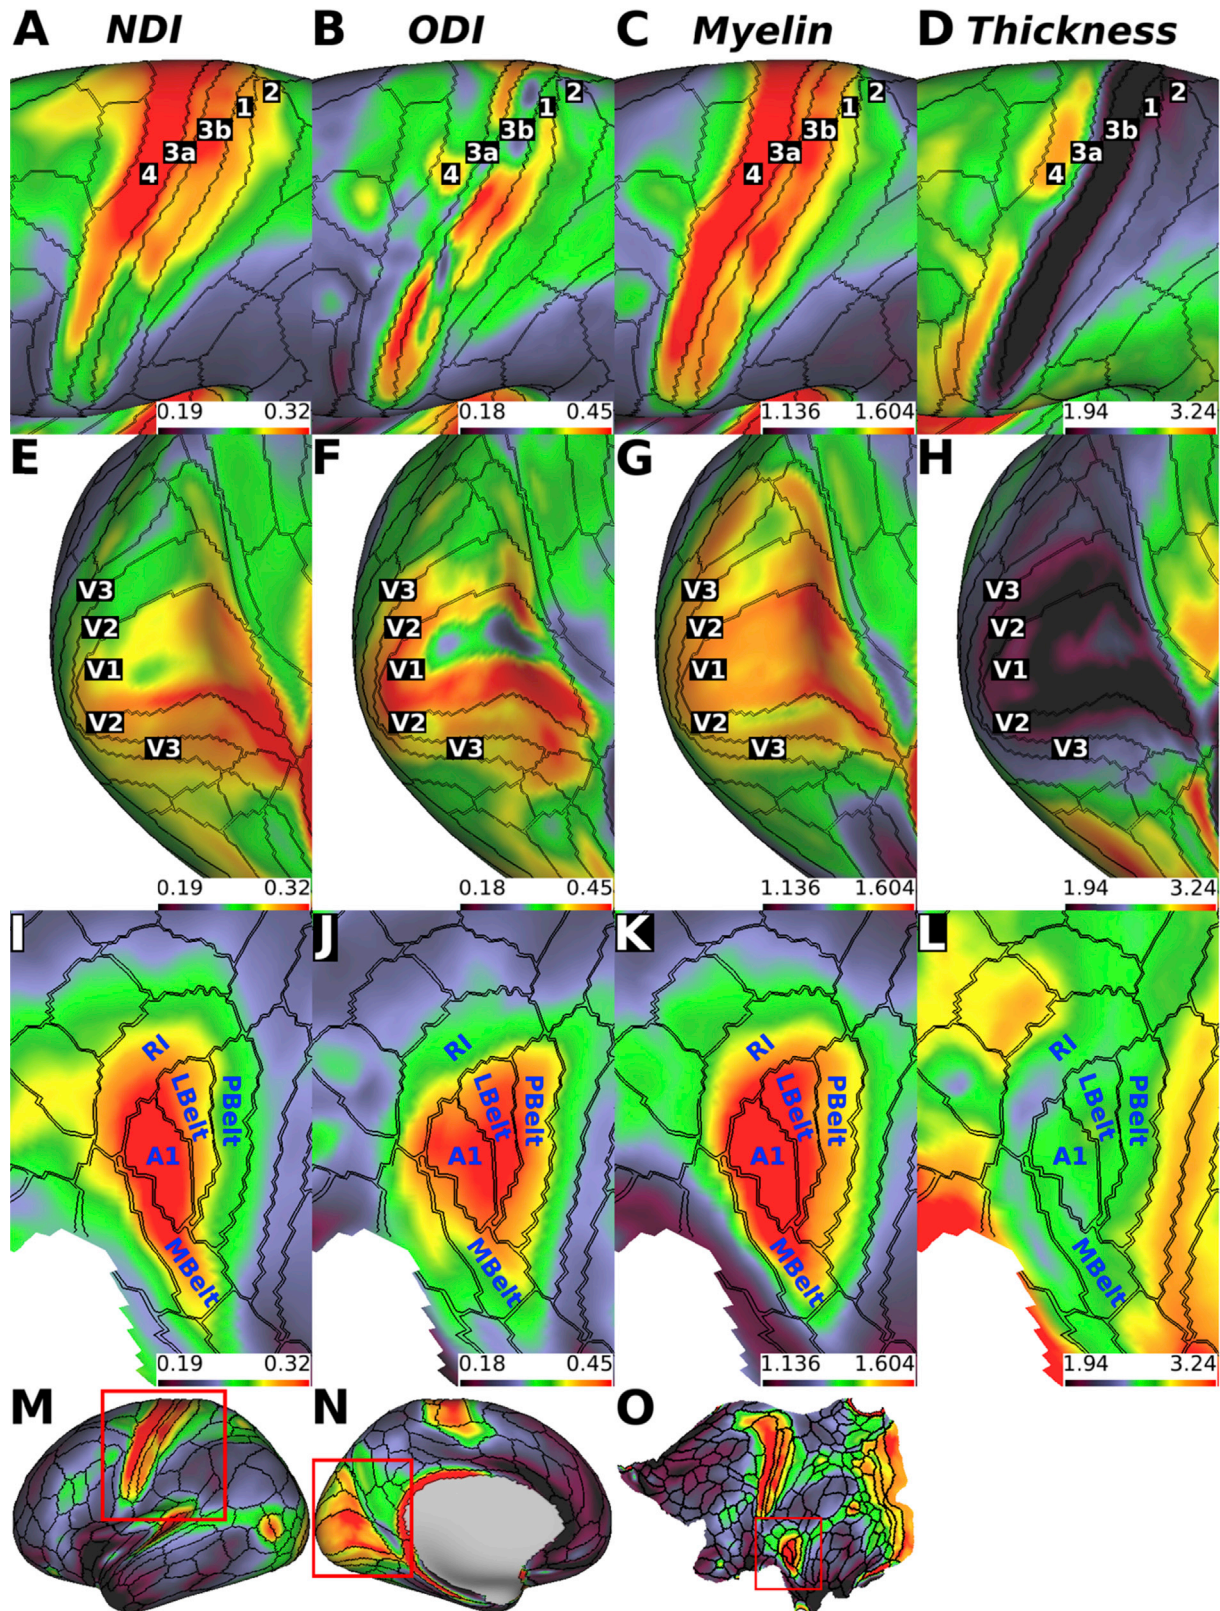 A NDI B ODI C Myelin D Thickness
2 2 2 2
1 1 1 1
3b 3b 3b 3b
3a 3a 3a 3a
4 4 4 4
0.19 0.32 0.18 0.45 1.136 1.604 1.94 3.24
E F G H
V3 V3 V3 V3
V2 V2 V2 V2
V1 V1 V1 V1
V2 V2 V2 V2
V3 V3 V3 V3
0.19 0.32 0.18 0.45 1.136 1.604 1.94 3.24
I J K L
RI RI RI RI
LBelt PBelt LBelt PBelt LBelt PBelt LBelt PBelt
A1 A1 A1 A1
MBelt MBelt MBelt MBelt
0.19 0.32 0.18 0.45 1.136 1.604 1.94 3.24
M N O